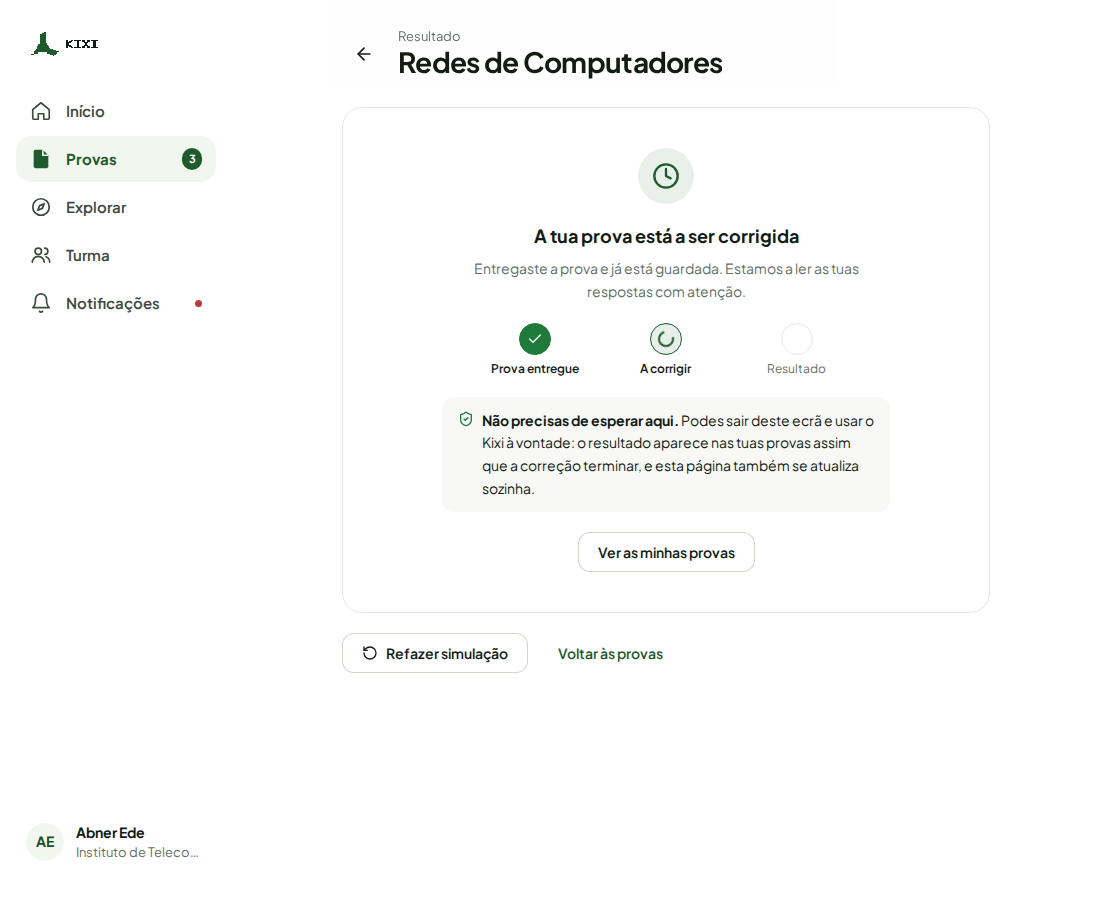 KIXI
Início
Provas 3
Explorar
Turma
Notificações
Abner Ede
Instituto de Teleco...
AE
Resultado
Redes de Computadores
A tua prova está a ser corrigida
Entregaste a prova e já está guardada. Estamos a ler as tuas
respostas com atenção.
Prova entregue
A corrigir
Resultado
Não precisas de esperar aqui. Podes sair deste ecrã e usar o
Kixi à vontade: o resultado aparece nas tuas provas assim
que a correção terminar, e esta página também se atualiza
sozinha.
Ver as minhas provas
Refazer simulação
Voltar às provas